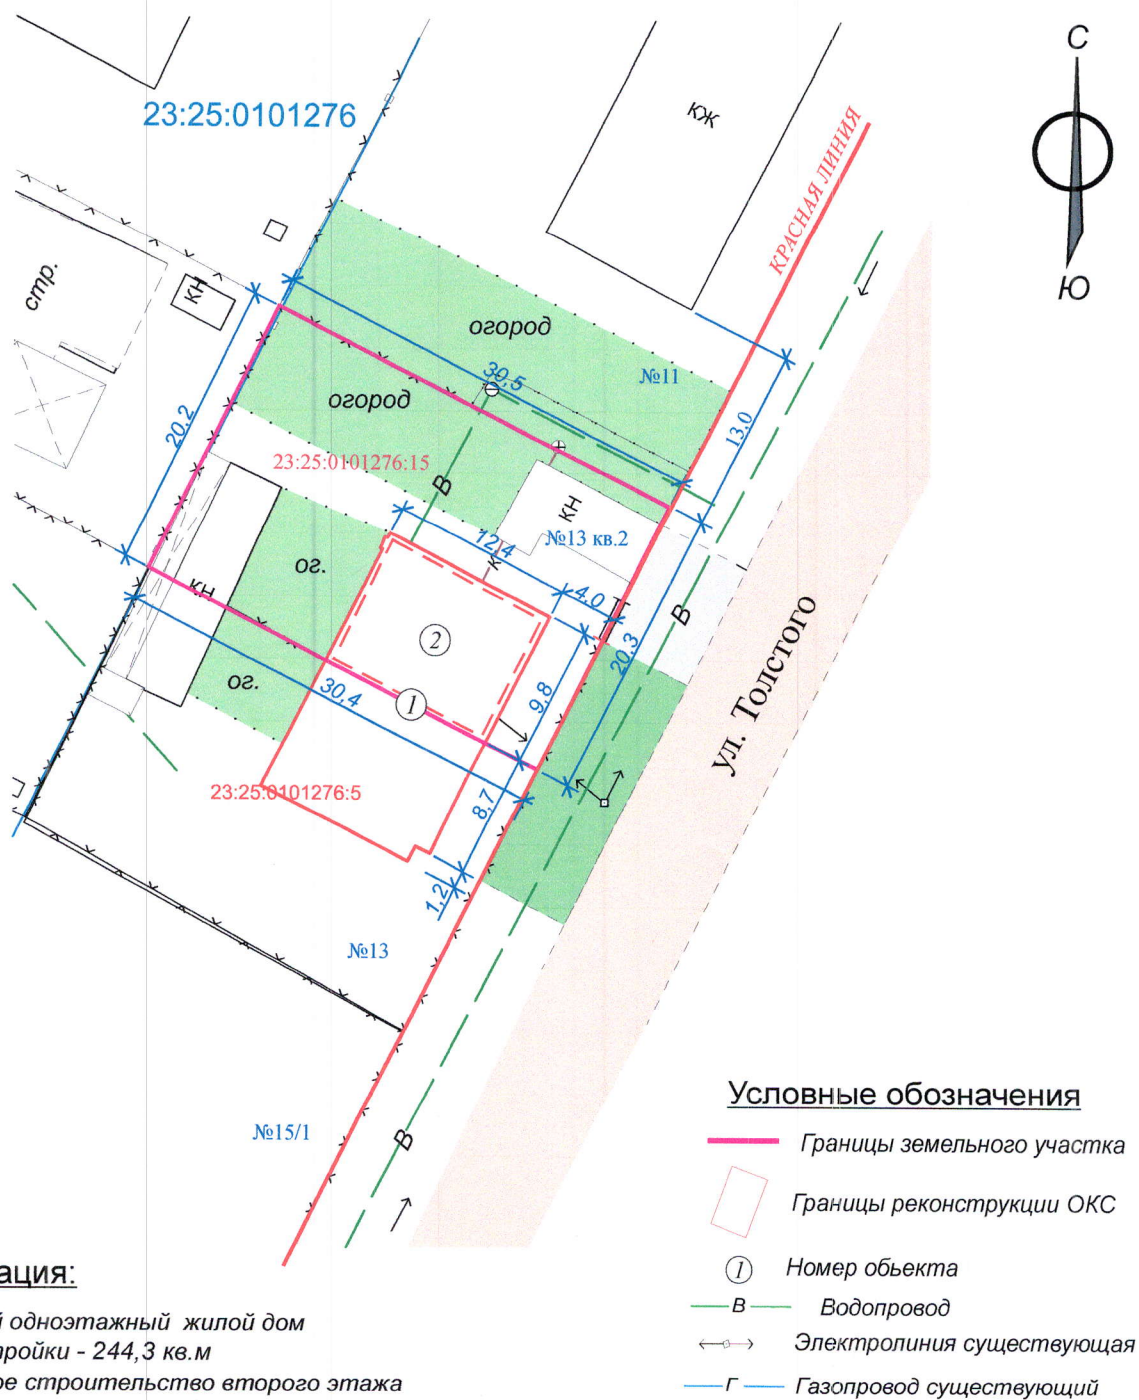 С
Ю
23:25:0101276
КЖ
КРАСНАЯ ЛИНИЯ
стр.
КН
огород
30,5
№11
огород
20,2
13,0
23:25:0101276:15
В
КН
12,4
№13 кв.2
К
ог.
4,0
КН
В
2
20,3
ул. Толстого
ог.
30,4
1
9,8
23:25:0101276:5
8,7
1,2
№13
№15/1
В
Условные обозначения
Границы земельного участка
Границы реконструкции ОКС
1 Номер обьекта
В Водопровод
Электролиния существующая
Г Газопровод существующий
ация:
й одноэтажный жилой дом
тройки - 244,3 кв.м
ое строительство второго этажа